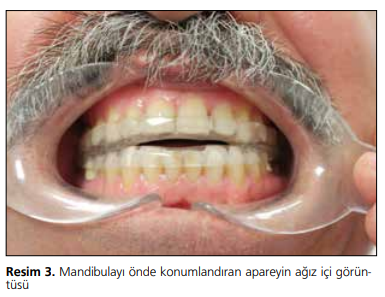 Resim 3. Mandibulayı önde konumlandıran apareyin ağız içi görün-
tüsü